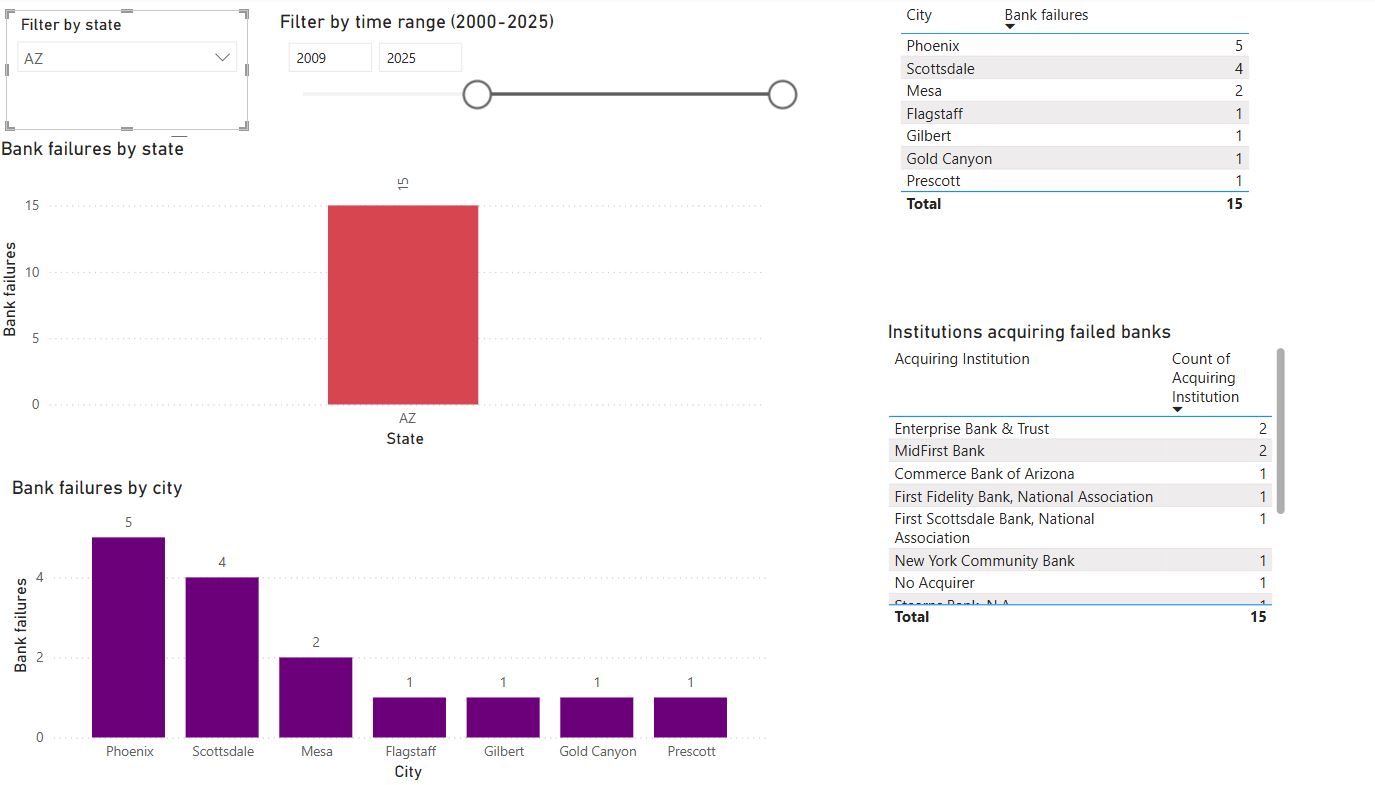 Filter by state
AZ
Filter by time range (2000-2025)
2009 2025
City Bank failures
Phoenix 5
Scottsdale 4
Mesa 2
Flagstaff 1
Gilbert 1
Gold Canyon 1
Prescott 1
Total 15
Bank failures by state
15
15
10
5
0
Bank failures
AZ
State
Bank failures by city
5
4
2
1
1
1
1
4
2
0
Bank failures
Phoenix Scottsdale Mesa Flagstaff Gilbert Gold Canyon Prescott
City
Institutions acquiring failed banks
Acquiring Institution Count of
Acquiring
Institution
Enterprise Bank & Trust 2
MidFirst Bank 2
Commerce Bank of Arizona 1
First Fidelity Bank, National Association 1
First Scottsdale Bank, National 1
Association
New York Community Bank 1
No Acquirer 1
Total 15